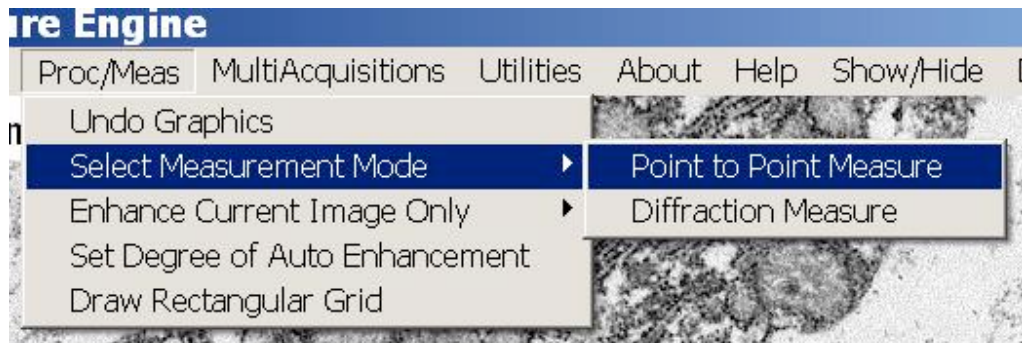 re Engine
Proc/Meas MultiAcquisitions Utilities About Help Show/Hide
Undo Graphics
Select Measurement Mode Point to Point Measure
Enhance Current Image Only Diffraction Measure
Set Degree of Auto Enhancement
Draw Rectangular Grid